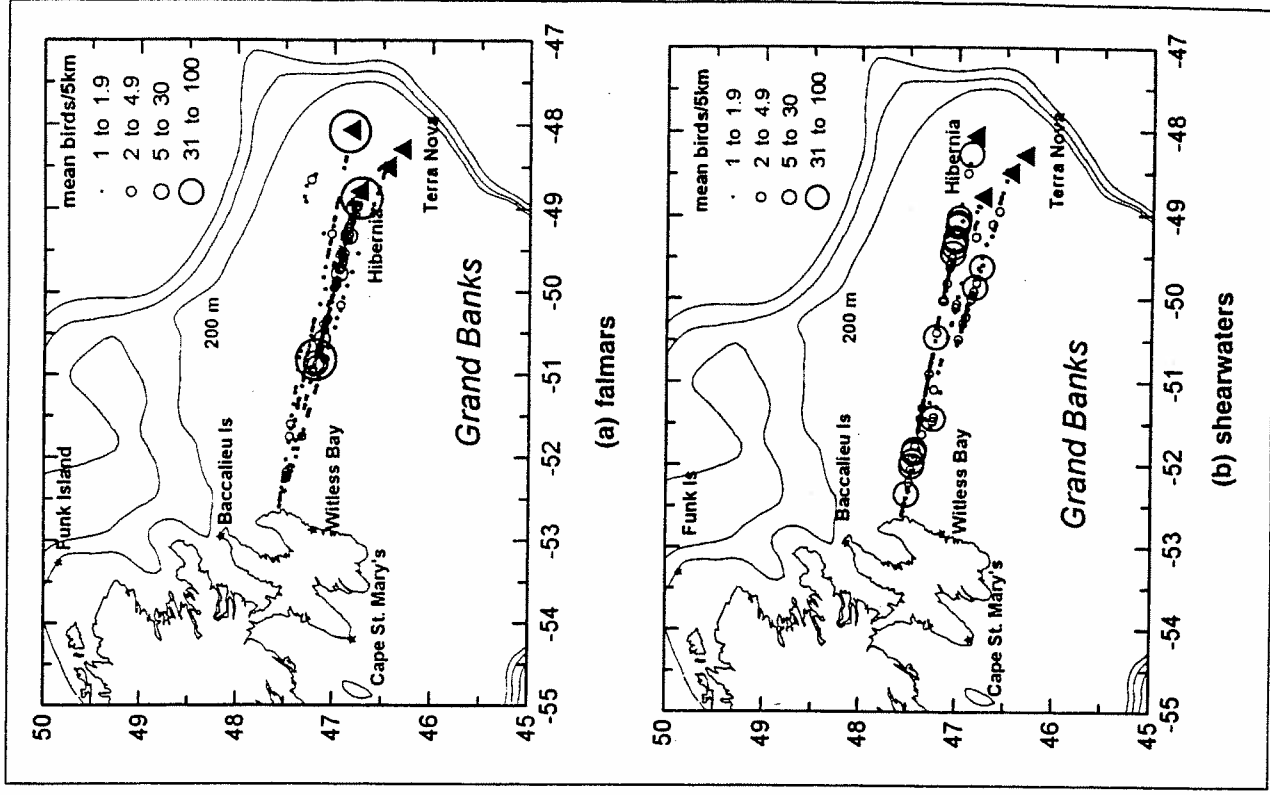 mean birds/5km
1 to 1.9
2 to 4.9
5 to 30
31 to 100
Funk Island
Baccalieu Is
Witless Bay
Cape St. Mary's
200 m
Hibernia
Terra Nova
Grand Banks
50
49
48
47
46
45
-55
-54
-53
-52
-51
-50
-49
-48
-47
(a) falmars
mean birds/5km
1 to 1.9
2 to 4.9
5 to 30
31 to 100
Funk Is
Baccalieu Is
Witless Bay
Cape St. Mary's
200 m
Hibernia
Terra Nova
Grand Banks
50
49
48
47
46
45
-55
-54
-53
-52
-51
-50
-49
-48
-47
(b) shearwaters